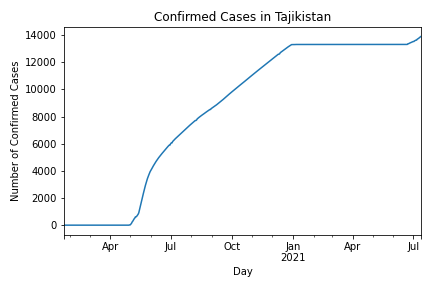 Confirmed Cases in Tajikistan
14000
12000
10000
8000
6000
4000
2000
0
Number of Confirmed Cases
Apr Jul Oct Jan Apr Jul
2021
Day